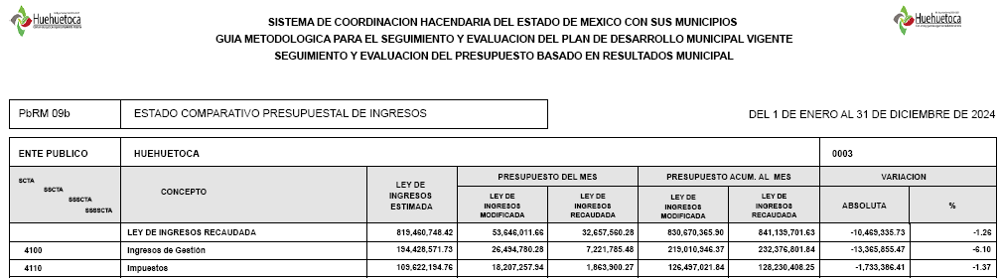 Huehuetoca
Huehuetoca
SISTEMA DE COORDINACION HACENDARIA DEL ESTADO DE MEXICO CON SUS MUNICIPIOS
GUIA METODOLOGICA PARA EL SEGUIMIENTO Y EVALUACION DEL PLAN DE DESARROLLO MUNICIPAL VIGENTE
SEGUIMIENTO Y EVALUACION DEL PRESUPUESTO BASADO EN RESULTADOS MUNICIPAL
PbRM 09b ESTADO COMPARATIVO PRESUPUESTAL DE INGRESOS DEL 1 DE ENERO AL 31 DE DICIEMBRE DE 2024
ENTE PUBLICO HUEHUETOCA 0003
SCTA
SSCTA
SSSCTA
SSSSCTA
CONCEPTO
LEY DE
INGRESOS
ESTIMADA
PRESUPUESTO DEL MES
LEY DE
INGRESOS
MODIFICADA
LEY DE
INGRESOS
RECAUDADA
PRESUPUESTO ACUM. AL MES
LEY DE
INGRESOS
MODIFICADA
LEY DE
INGRESOS
RECAUDADA
VARIACION
ABSOLUTA
%
LEY DE INGRESOS RECAUDADA 819,460,748.42 53,646,011.66 32,657,560.28 830,670,365.90 841,139,701.63 -10,469,335.73 -1.26
4100 Ingresos de Gestión 194,428,571.73 26,494,780.28 7,221,785.48 219,010,946.37 232,376,801.84 -13,365,855.47 -6.10
4110 Impuestos 109,622,194.76 18,207,257.94 1,863,900.27 126,497,021.84 128,230,408.25 -1,733,386.41 -1.37